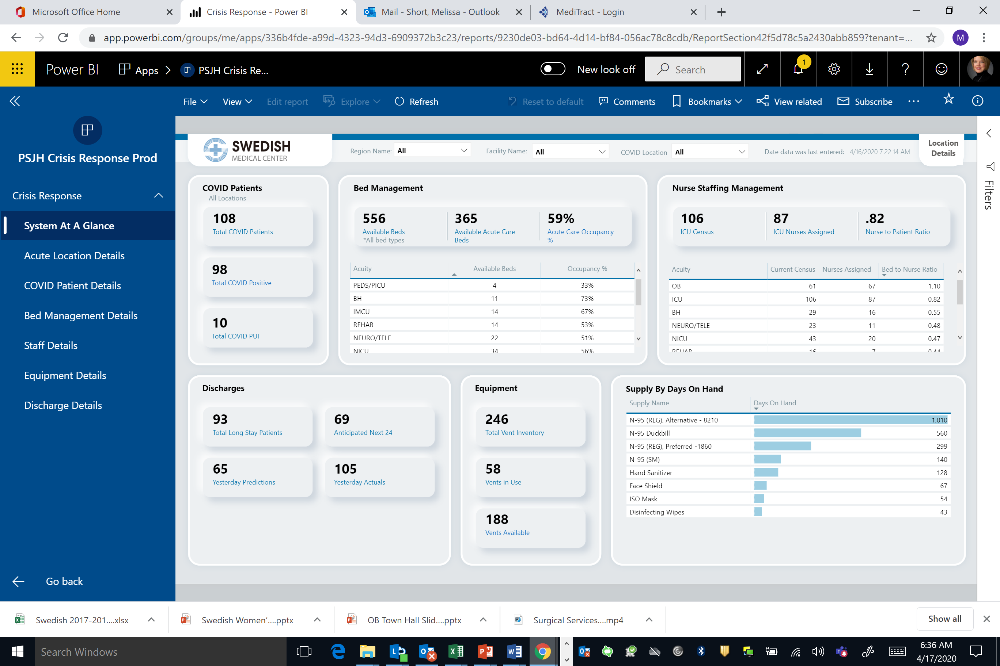 Microsoft Office Home
Crisis Response - Power BI
Mail - Short, Melissa - Outlook
MediTract - Login
app.powerbi.com/groups/me/apps/336b4fde-a99d-4323-94d3-6909372b3c23/reports/9230de03-bd64-4d14-bf84-056ac78c8cdb/ReportSection42f5d78c5a2430abb859?tenant=...
M
Power BI
Apps
PSJH Crisis Re...
New look off
Search
1
File
View
Edit report
Explore
Refresh
Reset to default
Comments
Bookmarks
View related
Subscribe
PSJH Crisis Response Prod
Crisis Response
System At A Glance
Acute Location Details
COVID Patient Details
Bed Management Details
Staff Details
Equipment Details
Discharge Details
Go back
SWEDISH
MEDICAL CENTER
Region Name: All
Facility Name: All
COVID Location All
Date data was last entered: 4/16/2020 7:22:14 AM
Location
Details
Filters
COVID Patients
All Locations
108
Total COVID Patients
98
Total COVID Positive
10
Total COVID PUI
Bed Management
556
Available Beds
*All bed types
365
Available Acute Care
Beds
59%
Acute Care Occupancy
%
Acuity Available Beds Occupancy %
PEDS/PICU 4 33%
BH 11 73%
IMCU 14 67%
REHAB 14 53%
NEURO/TELE 22 51%
NICU 34 56%
Nurse Staffing Management
106
ICU Census
87
ICU Nurses Assigned
.82
Nurse to Patient Ratio
Acuity Current Census Nurses Assigned Bed to Nurse Ratio
OB 61 67 1.10
ICU 106 87 0.82
BH 29 16 0.55
NEURO/TELE 23 11 0.48
NICU 43 20 0.47
REHAB 16 7 0.44
Discharges
93
Total Long Stay Patients
69
Anticipated Next 24
65
Yesterday Predictions
105
Yesterday Actuals
Equipment
246
Total Vent Inventory
58
Vents in Use
188
Vents Available
Supply By Days On Hand
Supply Name Days On Hand
N-95 (REG), Alternative - 8210 1,010
N-95 Duckbill 560
N-95 (REG), Preferred -1860 299
N-95 (SM) 140
Hand Sanitizer 128
Face Shield 67
ISO Mask 54
Disinfecting Wipes 43
Swedish 2017-201....xlsx
Swedish Women'....pptx
OB Town Hall Slid....pptx
Surgical Services....mp4
Show all
Search Windows
6:36 AM
4/17/2020